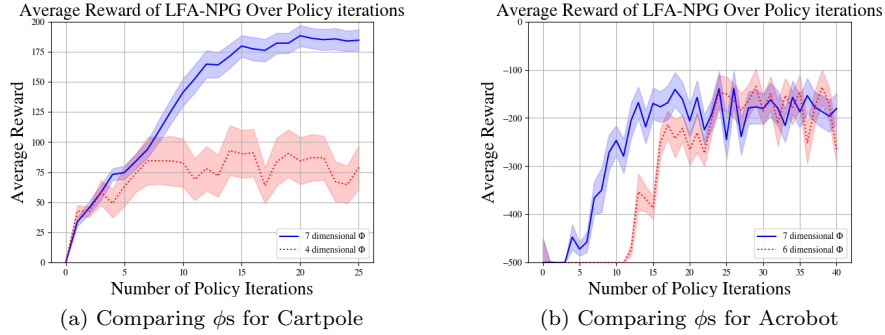 Average Reward of LFA-NPG Over Policy iterations
Average Reward
200
175
150
125
100
75
50
25
0
0
5
10
15
20
25
7 dimensional Φ
4 dimensional Φ
Number of Policy Iterations
(a) Comparing ϕs for Cartpole
Average Reward of LFA-NPG Over Policy iterations
Average Reward
0
−100
−200
−300
−400
−500
0
5
10
15
20
25
30
35
40
7 dimensional Φ
6 dimensional Φ
Number of Policy Iterations
(b) Comparing ϕs for Acrobot